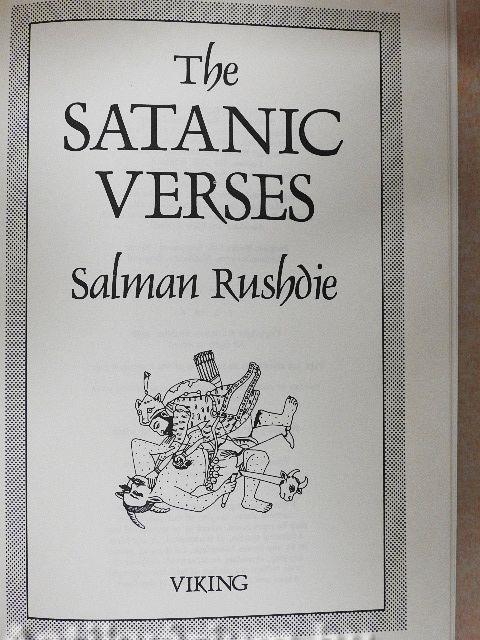 The
SATANIC
VERSES
Salman Rushdie
VIKING